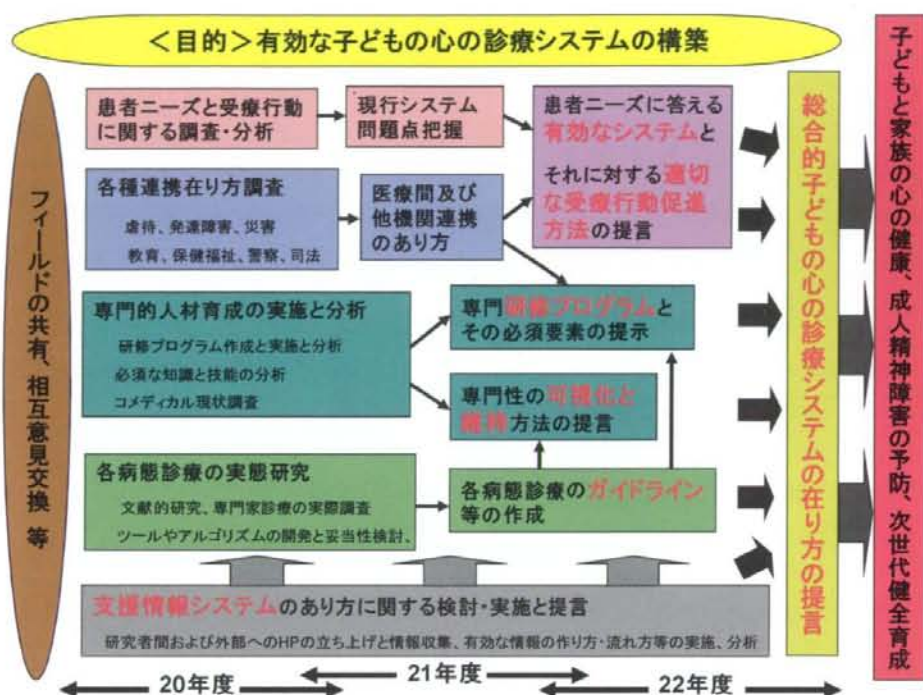 ＜目的＞有効な子どもの心の診療システムの構築
フィールドの共有、相互意見交換 等
患者ニーズと受療行動
に関する調査・分析
現行システム
問題点把握
患者ニーズに答える
有効なシステムと
それに対する適切
な受療行動促進
方法の提言
各種連携在り方調査
虐待、発達障害、災害
教育、保健福祉、警察、司法
医療間及び
他機関連携
のあり方
専門的人材育成の実施と分析
研修プログラム作成と実施と分析
必須な知識と技能の分析
コメディカル現状調査
専門研修プログラムと
その必須要素の提示
専門性の可視化と
維持方法の提言
各病態診療の実態研究
文献的研究、専門家診療の実際調査
ツールやアルゴリズムの開発と妥当性検討、
各病態診療のガイドライン
等の作成
支援情報システムのあり方に関する検討・実施と提言
研究者間および外部へのHPの立ち上げと情報収集、有効な情報の作り方・流れ方等の実施、分析
20年度
21年度
22年度
総合的子どもの心の診療システムの在り方の提言
子どもと家族の心の健康、成人精神障害の予防、次世代健全育成